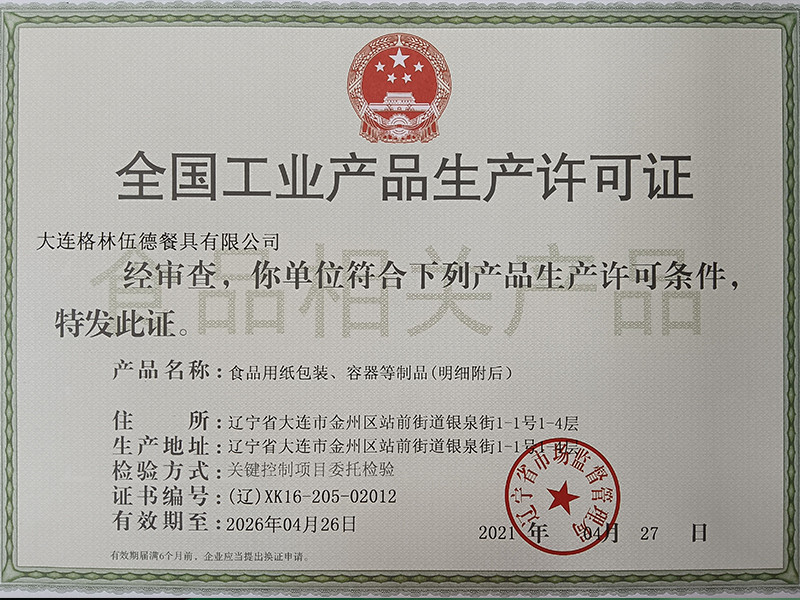 全国工业产品生产许可证
大连格林伍德餐具有限公司
食品相关产品
经审查，你单位符合下列产品生产许可条件，
特发此证。
产品名称：食品用纸包装、容器等制品(明细附后)
住 所：辽宁省大连市金州区站前街道银泉街1-1号1-4层
生产地址：辽宁省大连市金州区站前街道银泉街1-1号1-4层
检验方式：关键控制项目委托检验
证书编号：(辽)XK16-205-02012
有效期至：2026年04月26日
辽宁省市场监督管理局
2021 年 04月 27 日
有效期届满6个月前，企业应当提出换证申请。